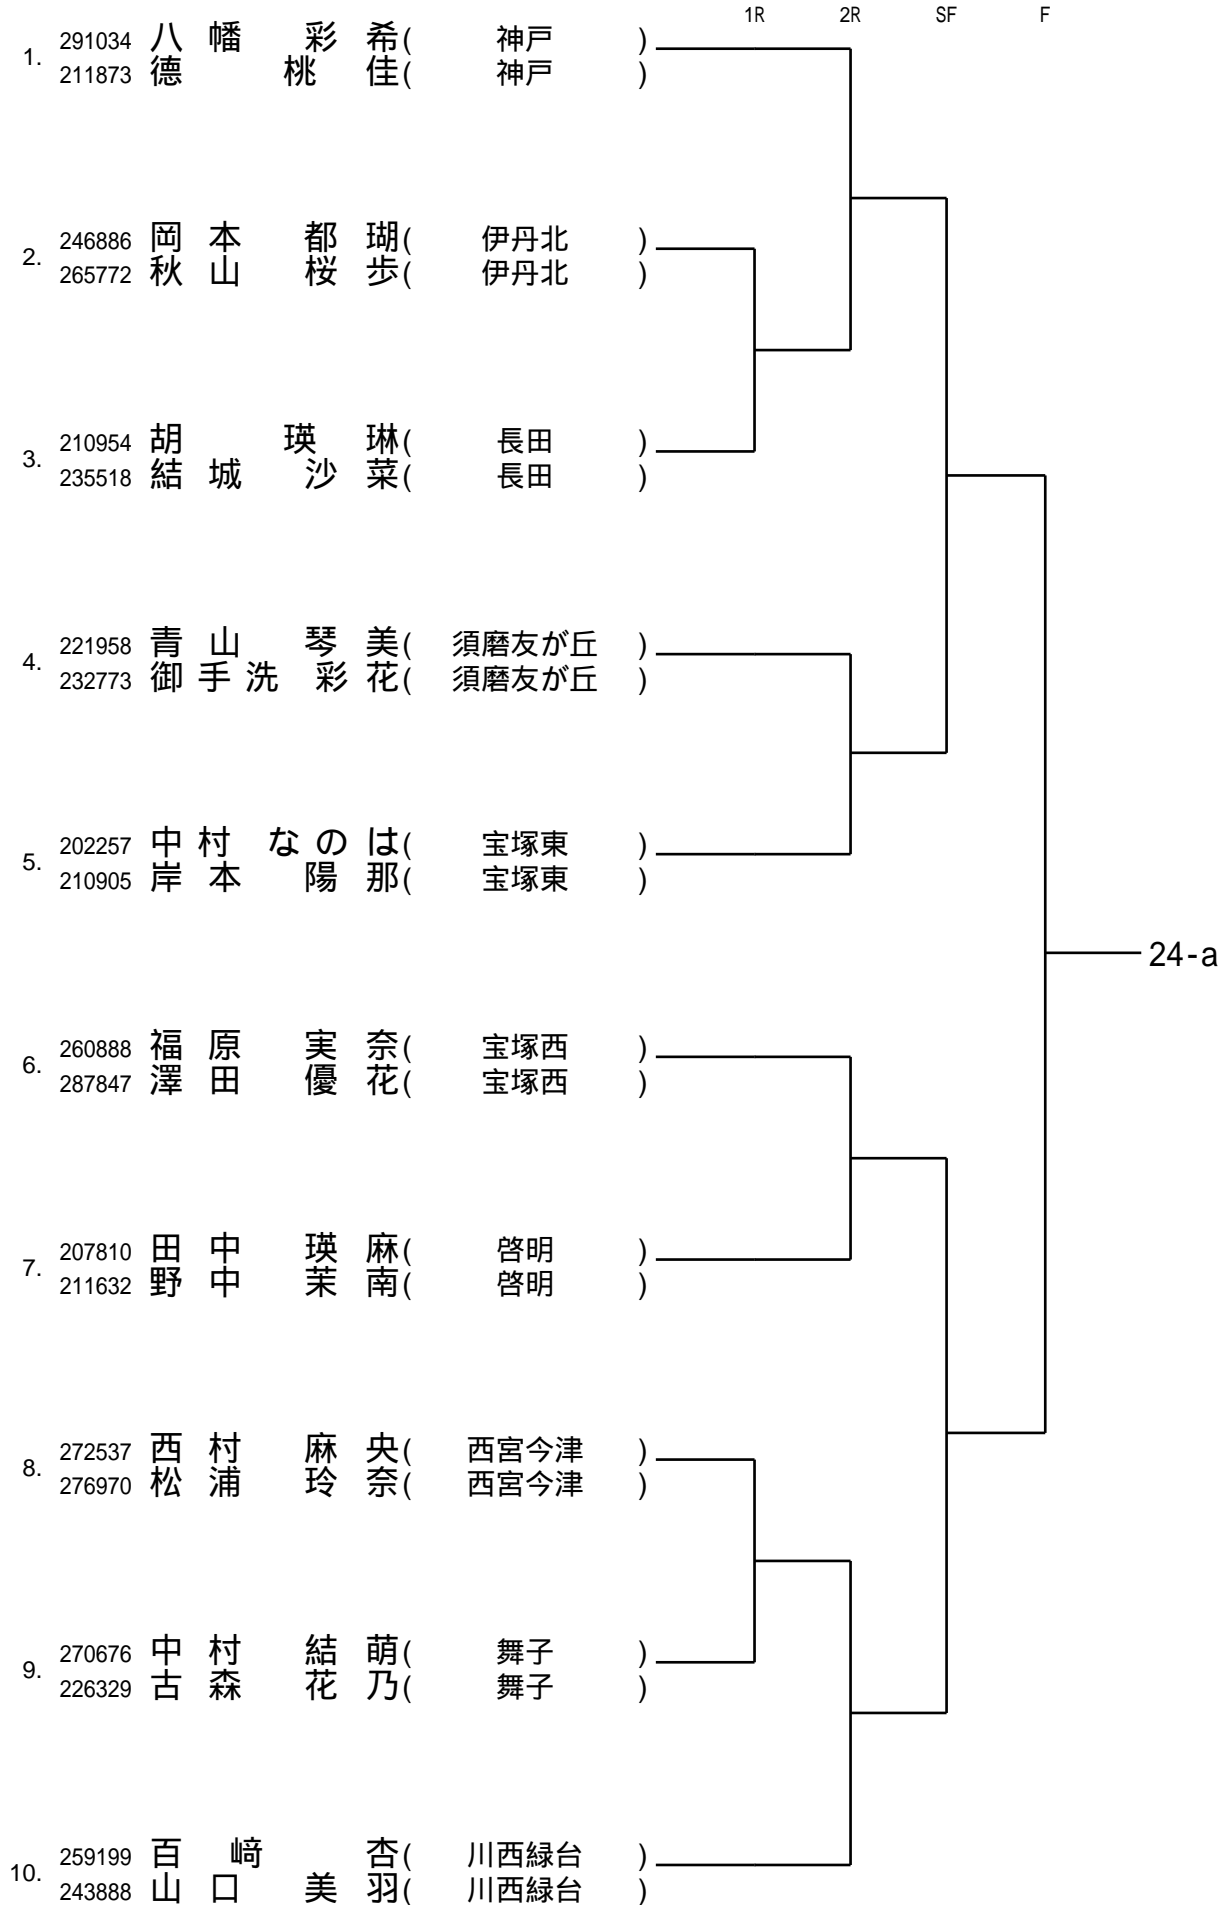 1R 2R SF F
1. 291034 八幡 彩希( 神戸 )
211873 德 桃佳( 神戸 )
2. 246886 岡本 都瑚( 伊丹北 )
265772 秋山 桜歩( 伊丹北 )
3. 210954 胡 瑛琳( 長田 )
235518 結城 沙菜( 長田 )
4. 221958 青山 琴美( 須磨友が丘 )
232773 御手洗 彩花( 須磨友が丘 )
5. 202257 中村 なのは( 宝塚東 )
210905 岸本 陽那( 宝塚東 )
24-a
6. 260888 福原 実奈( 宝塚西 )
287847 澤田 優花( 宝塚西 )
7. 207810 田中 瑛麻( 啓明 )
211632 野中 茉南( 啓明 )
8. 272537 西村 麻央( 西宮今津 )
276970 松浦 玲奈( 西宮今津 )
9. 270676 中村 結萌( 舞子 )
226329 古森 花乃( 舞子 )
10. 259199 百﨑 杏( 川西緑台 )
243888 山口 美羽( 川西緑台 )